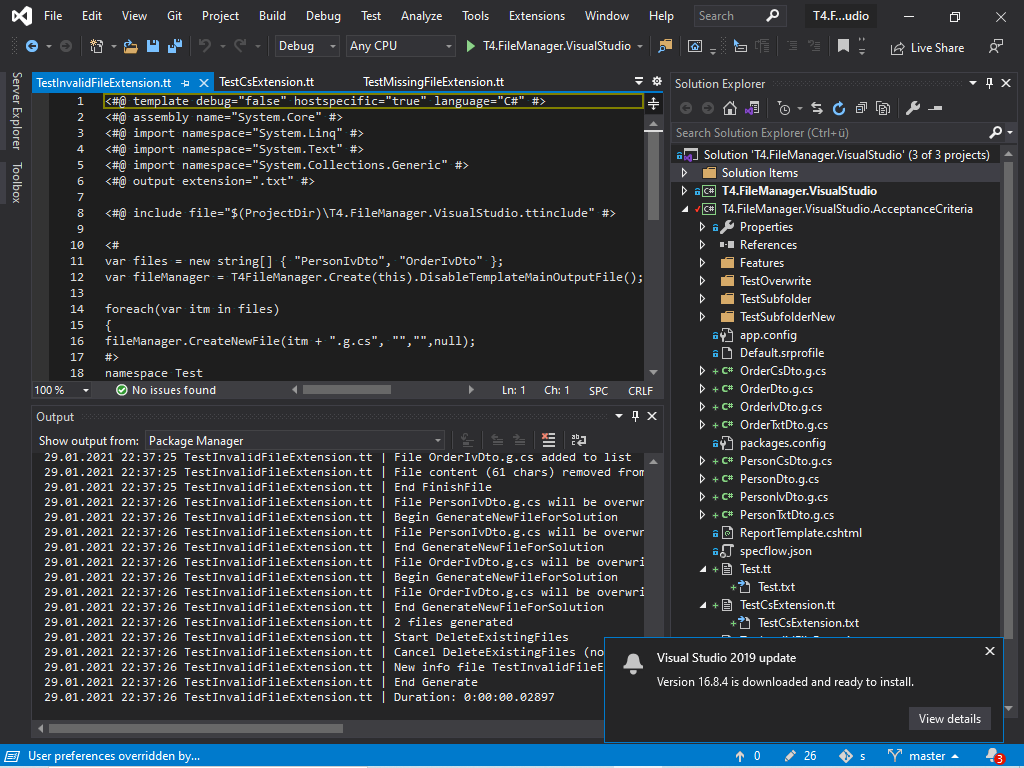 File Edit View Git Project Build Debug Test Analyze Tools Extensions Window Help Search T4.F...udio
Debug Any CPU T4.FileManager.VisualStudio Live Share
Server Explorer
Toolbox
TestInvalidFileExtension.tt TestCsExtension.tt TestMissingFileExtension.tt
1 <#@ template debug="false" hostspecific="true" language="C#" #>
2 <#@ assembly name="System.Core" #>
3 <#@ import namespace="System.Linq" #>
4 <#@ import namespace="System.Text" #>
5 <#@ import namespace="System.Collections.Generic" #>
6 <#@ output extension=".txt" #>
7
8 <#@ include file="$(ProjectDir)\T4.FileManager.VisualStudio.ttinclude" #>
9
10 <#
11 var files = new string[] { "PersonIvDto", "OrderIvDto" };
12 var fileManager = T4FileManager.Create(this).DisableTemplateMainOutputFile();
13
14 foreach(var itm in files)
15 {
16 fileManager.CreateNewFile(itm + ".g.cs", "","",null);
17 #>
18 namespace Test
100 % No issues found Ln: 1 Ch: 1 SPC CRLF
Output
Show output from: Package Manager
29.01.2021 22:37:25 TestInvalidFileExtension.tt | File OrderIvDto.g.cs added to list
29.01.2021 22:37:25 TestInvalidFileExtension.tt | File content (61 chars) removed from
29.01.2021 22:37:25 TestInvalidFileExtension.tt | End FinishFile
29.01.2021 22:37:26 TestInvalidFileExtension.tt | File PersonIvDto.g.cs will be overwr
29.01.2021 22:37:26 TestInvalidFileExtension.tt | Begin GenerateNewFileForSolution
29.01.2021 22:37:26 TestInvalidFileExtension.tt | File PersonIvDto.g.cs will be overwr
29.01.2021 22:37:26 TestInvalidFileExtension.tt | End GenerateNewFileForSolution
29.01.2021 22:37:26 TestInvalidFileExtension.tt | File OrderIvDto.g.cs will be overwri
29.01.2021 22:37:26 TestInvalidFileExtension.tt | Begin GenerateNewFileForSolution
29.01.2021 22:37:26 TestInvalidFileExtension.tt | File OrderIvDto.g.cs will be overwri
29.01.2021 22:37:26 TestInvalidFileExtension.tt | End GenerateNewFileForSolution
29.01.2021 22:37:26 TestInvalidFileExtension.tt | 2 files generated
29.01.2021 22:37:26 TestInvalidFileExtension.tt | Start DeleteExistingFiles
29.01.2021 22:37:26 TestInvalidFileExtension.tt | Cancel DeleteExistingFiles (no
29.01.2021 22:37:26 TestInvalidFileExtension.tt | New info file TestInvalidFileE
29.01.2021 22:37:26 TestInvalidFileExtension.tt | End Generate
29.01.2021 22:37:26 TestInvalidFileExtension.tt | Duration: 0:00:00.02897
Solution Explorer
Search Solution Explorer (Ctrl+ü)
Solution 'T4.FileManager.VisualStudio' (3 of 3 projects)
Solution Items
C# T4.FileManager.VisualStudio
C# T4.FileManager.VisualStudio.AcceptanceCriteria
Properties
References
Features
TestOverwrite
TestSubfolder
TestSubfolderNew
app.config
Default.srprofile
C# OrderCsDto.g.cs
C# OrderDto.g.cs
C# OrderIvDto.g.cs
C# OrderTxtDto.g.cs
packages.config
C# PersonCsDto.g.cs
C# PersonDto.g.cs
C# PersonIvDto.g.cs
C# PersonTxtDto.g.cs
ReportTemplate.cshtml
specflow.json
Test.tt
Test.txt
TestCsExtension.tt
TestCsExtension.txt
Visual Studio 2019 update
Version 16.8.4 is downloaded and ready to install.
View details
User preferences overridden by... 0 26 s master 3